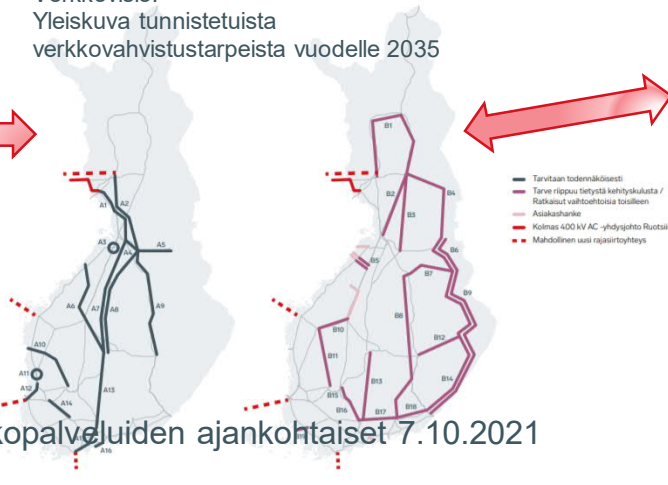 Verkkovisio:
Yleiskuva tunnistetuista
verkkovahvistustarpeista vuodelle 2035
B1
Tarvitaan todennäköisesti
Tarve riippuu tietystä kehityskulusta /
Ratkaisut vaihtoehtoisia toisilleen
Asiakashanke
Kolmas 400 kV AC -yhdysjohto Ruotsii
Mahdollinen uusi rajasiirtoyhteys
A1
A2
B2
B3
B4
A3
A4
A5
B5
B6
B7
A6
A7
A8
A9
B8
B9
A10
B10
A11
B11
B12
A12
A13
B13
B14
A14
B15
B16
B17
B18
A16
kopalveluiden ajankohtaiset 7.10.2021